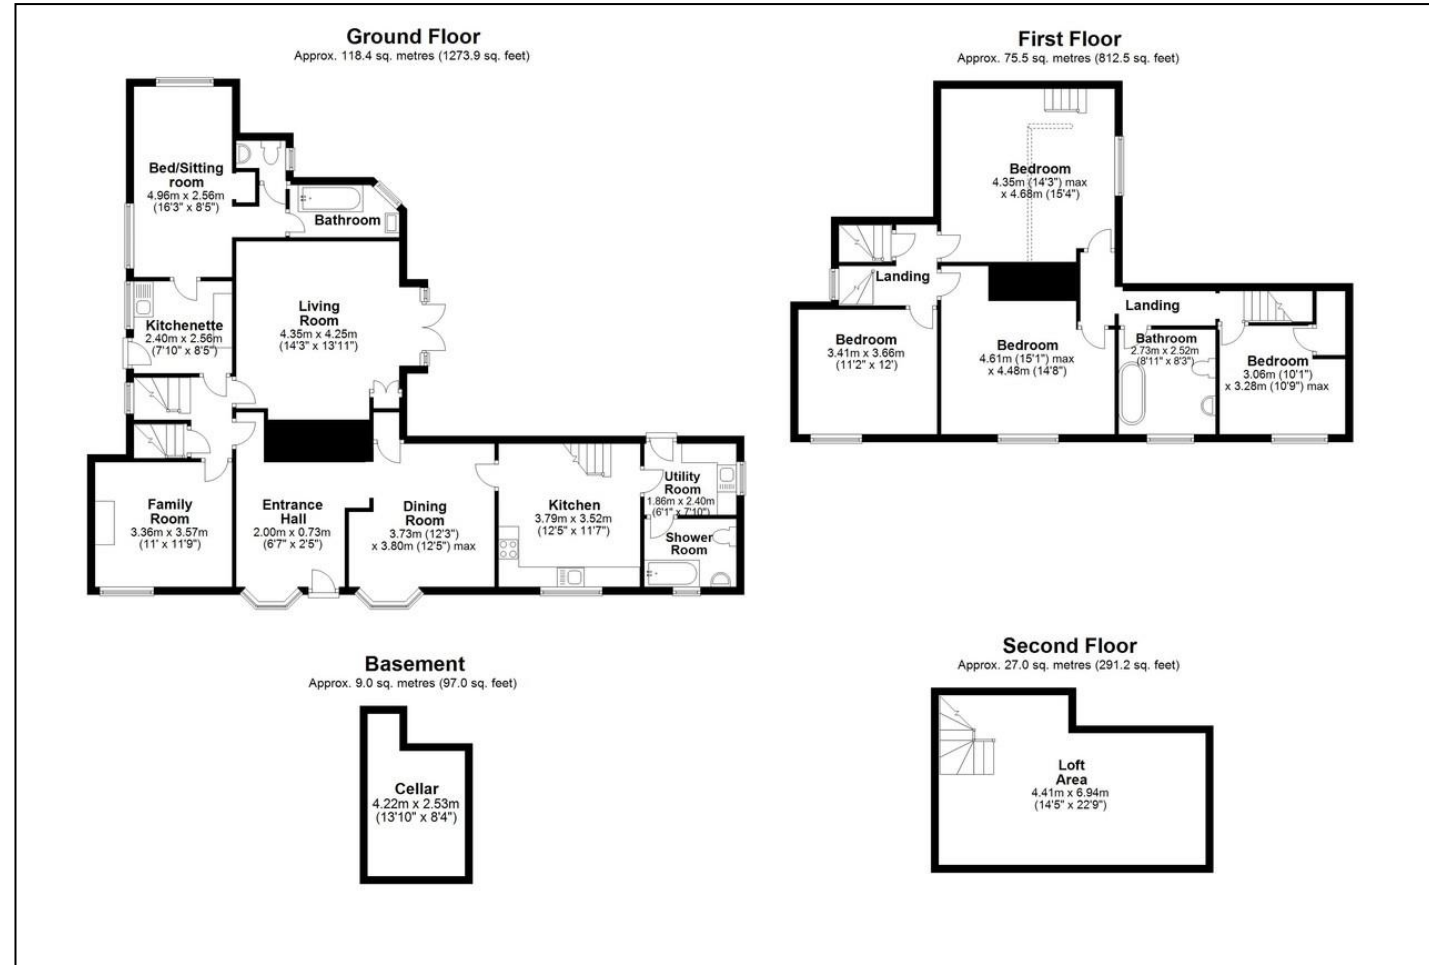 Ground Floor
Approx. 118.4 sq. metres (1273.9 sq. feet)
Bed/Sitting
room
4.96m x 2.56m
(16'3" x 8'5")
Bathroom
Living
Room
4.35m x 4.25m
(14'3" x 13'11")
Kitchenette
2.40m x 2.56m
(7'10" x 8'5")
Family
Room
3.36m x 3.57m
(11' x 11'9")
Entrance
Hall
2.00m x 0.73m
(6'7" x 2'5")
Dining
Room
3.73m (12'3")
x 3.80m (12'5") max
Kitchen
3.79m x 3.52m
(12'5" x 11'7")
Utility
Room
1.86m x 2.40m
(6'1" x 7'10")
Shower
Room
First Floor
Approx. 75.5 sq. metres (812.5 sq. feet)
Bedroom
4.35m (14'3") max
x 4.68m (15'4")
Landing
Landing
Bedroom
3.41m x 3.66m
(11'2" x 12')
Bedroom
4.61m (15'1") max
x 4.48m (14'8")
Bathroom
2.73m x 2.52m
(8'11" x 8'3")
Bedroom
3.06m (10'1")
x 3.28m (10'9") max
Basement
Approx. 9.0 sq. metres (97.0 sq. feet)
Cellar
4.22m x 2.53m
(13'10" x 8'4")
Second Floor
Approx. 27.0 sq. metres (291.2 sq. feet)
Loft
Area
4.41m x 6.94m
(14'5" x 22'9")